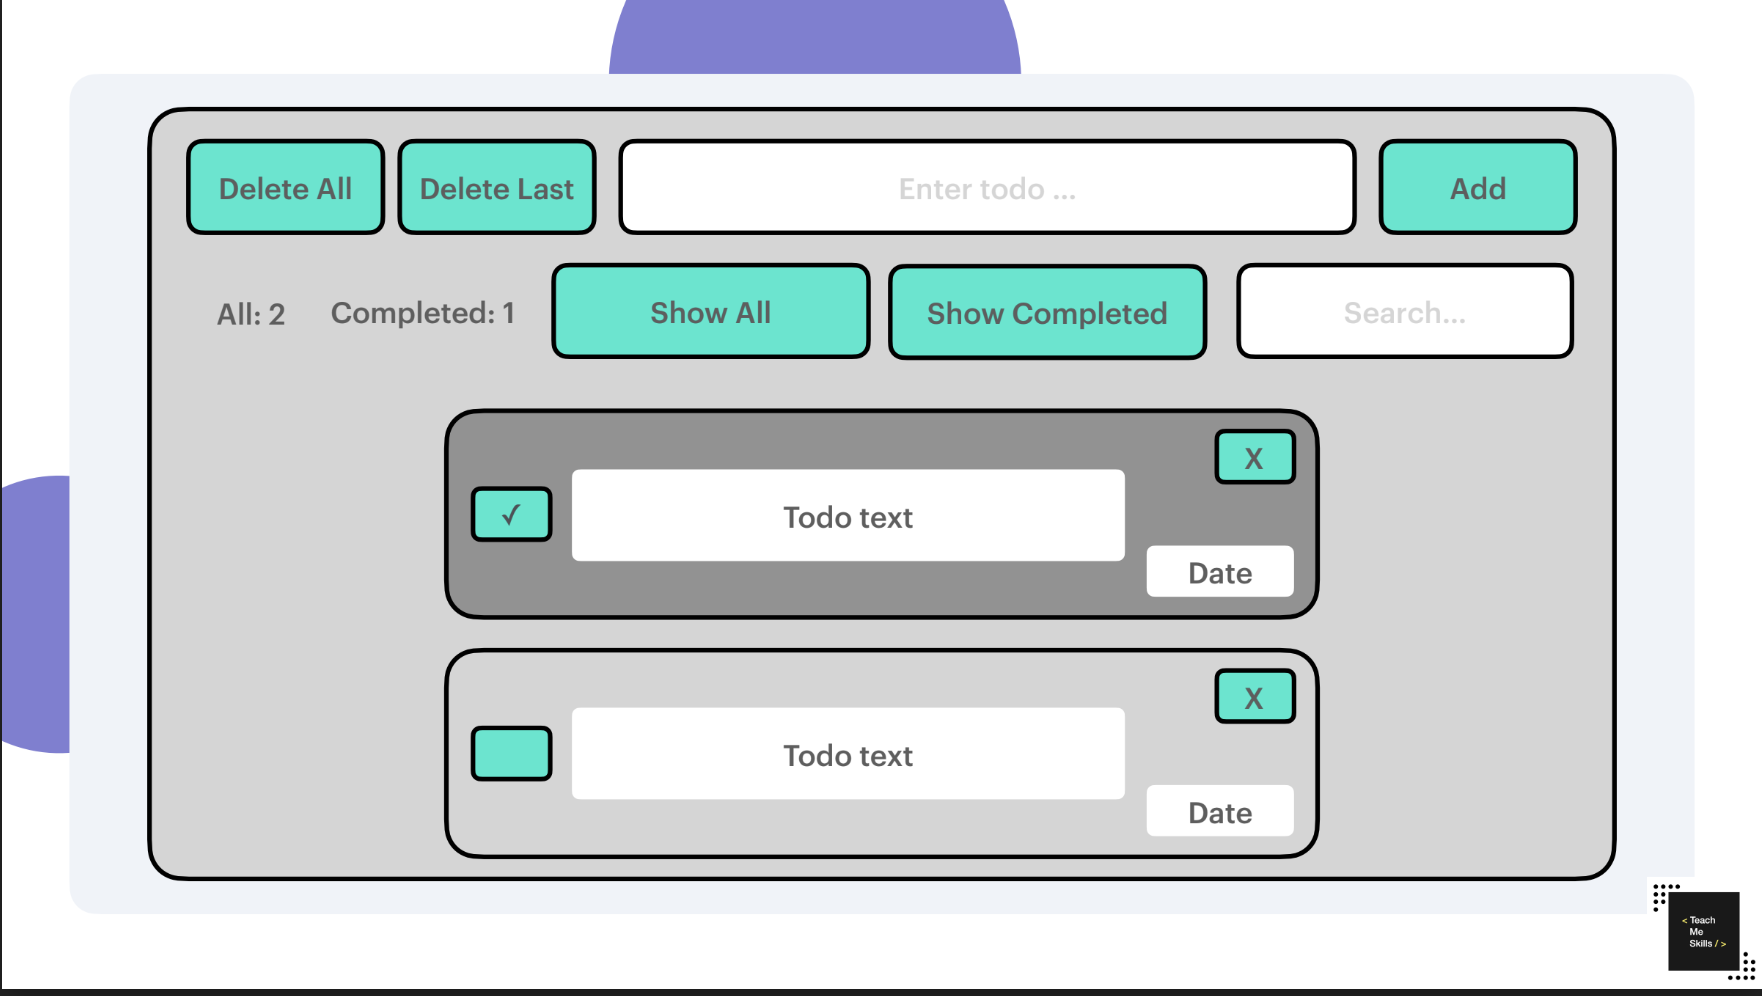 Delete All
Delete Last
Enter todo ...
Add
All: 2
Completed: 1
Show All
Show Completed
Search...
X
✓
Todo text
Date
X
Todo text
Date
< Teach
Me
Skills / >